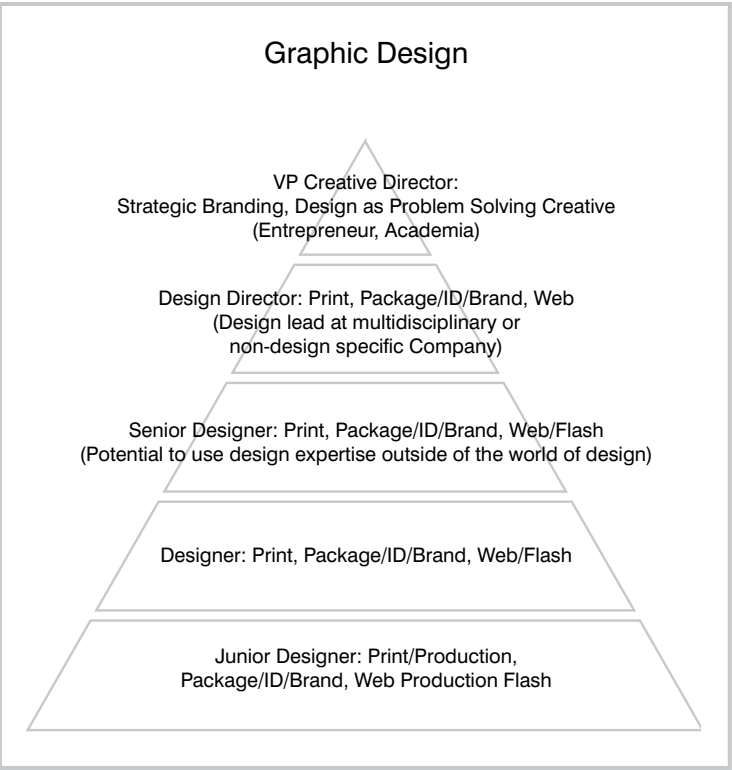 Graphic Design
VP Creative Director:
Strategic Branding, Design as Problem Solving Creative
(Entrepreneur, Academia)
Design Director: Print, Package/ID/Brand, Web
(Design lead at multidisciplinary or
non-design specific Company)
Senior Designer: Print, Package/ID/Brand, Web/Flash
(Potential to use design expertise outside of the world of design)
Designer: Print, Package/ID/Brand, Web/Flash
Junior Designer: Print/Production,
Package/ID/Brand, Web Production Flash